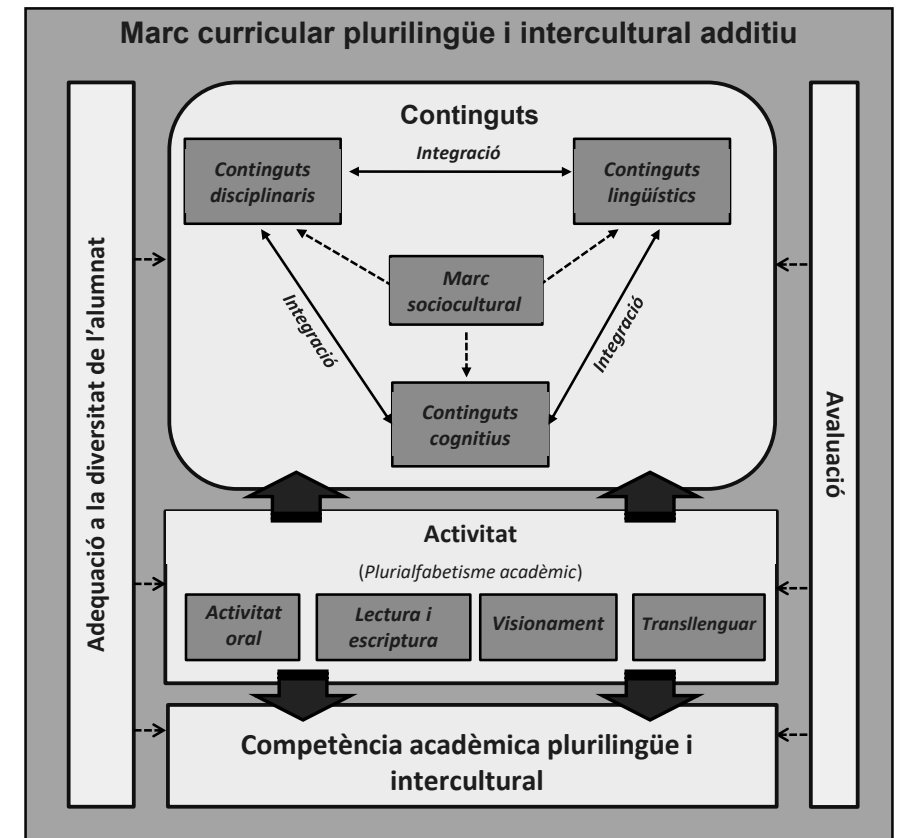 Marc curricular plurilingüe i intercultural additiu
Adequació a la diversitat de l'alumnat
Continguts
Continguts
disciplinaris
Integració
Continguts
lingüístics
Marc
sociocultural
Integració
Integració
Continguts
cognitius
Activitat
(Plurialfabetisme acadèmic)
Activitat
oral
Lectura i
escriptura
Visionament
Transllenguar
Competència acadèmica plurilingüe i
intercultural
Avaluació